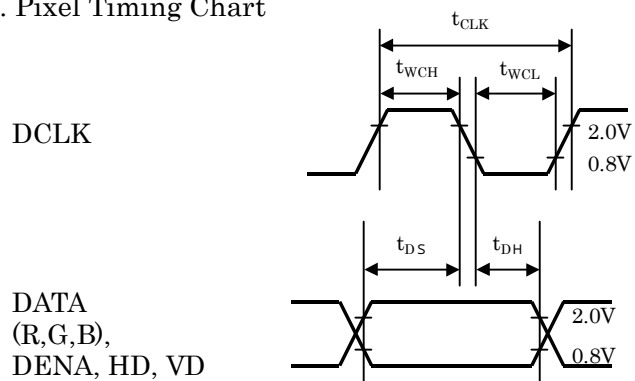 . Pixel Timing Chart
tCLK
tWCH
tWCL
DCLK
2.0V
0.8V
tDS
tDH
DATA
(R,G,B),
DENA, HD, VD
2.0V
0.8V